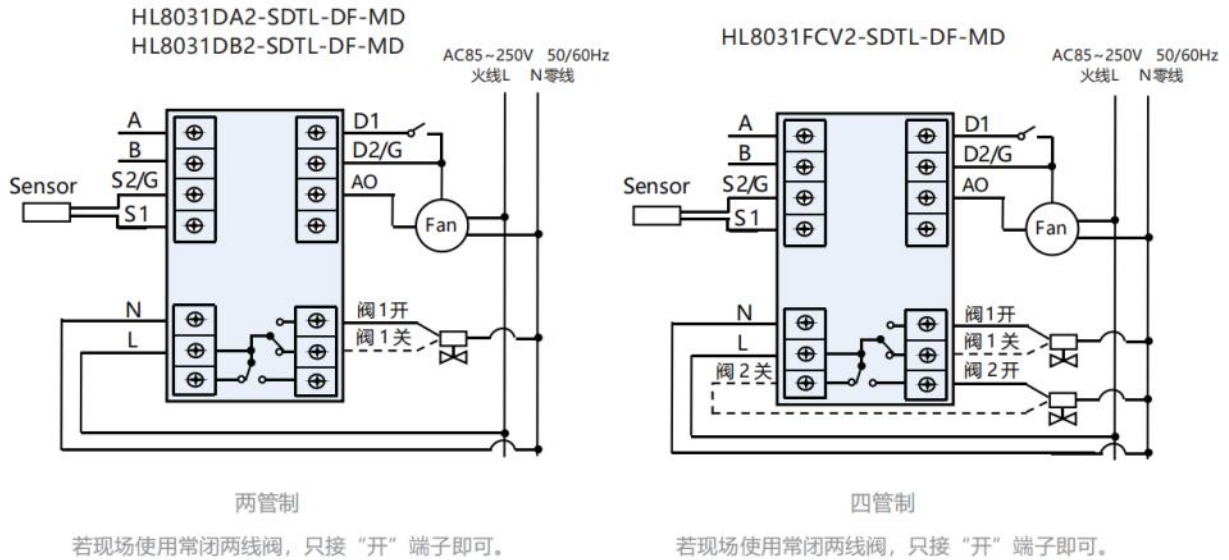 HL8031DA2-SDTL-DF-MD
HL8031DB2-SDTL-DF-MD
AC85~250V 50/60Hz
火线L N零线
A
B
S2/G
S1
Sensor
D1
D2/G
AO
Fan
N
L
阀1开
阀1关
两管制
若现场使用常闭两线阀，只接“开”端子即可。
HL8031FCV2-SDTL-DF-MD
AC85~250V 50/60Hz
火线L N零线
A
B
S2/G
S1
Sensor
D1
D2/G
AO
Fan
N
L
阀2关
阀1开
阀1关
阀2开
四管制
若现场使用常闭两线阀，只接“开”端子即可。